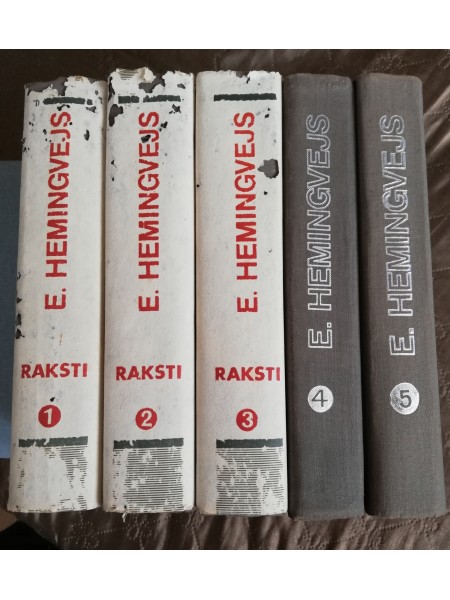 E. HEMINGVEJS
RAKSTI
1
E. HEMINGVEJS
RAKSTI
2
E. HEMINGVEJS
RAKSTI
3
E. HEMINGVEJS
4
E. HEMINGVEJS
5